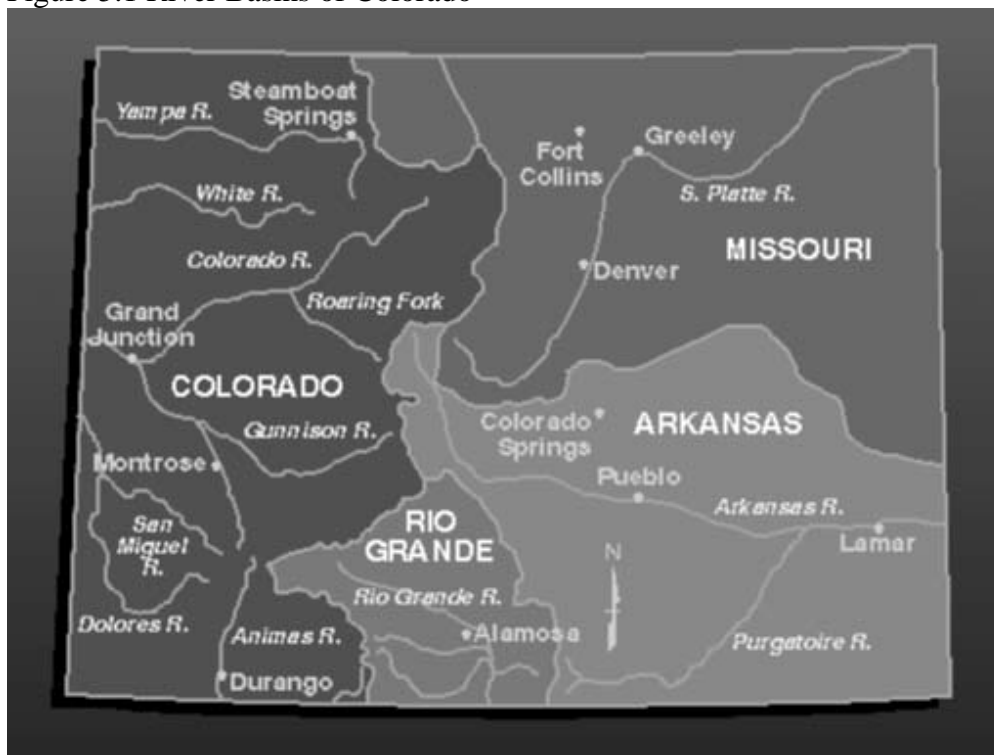 Figure 3.1 River Basins of Colorado
Steamboat
Springs
Yampa R.
Fort
Collins
Greeley
White R.
S. Platte R.
MISSOURI
Colorado R.
Denver
Roaring Fork
Grand
Junction
COLORADO
Colorado
Springs
ARKANSAS
Gunnison R.
Montrose
Pueblo
Arkansas R.
San
Miquel
R.
RIO
GRANDE
N
Lamar
Rio Grande R.
Dolores R.
Animas R.
Alamosa
Purgatoire R.
Durango